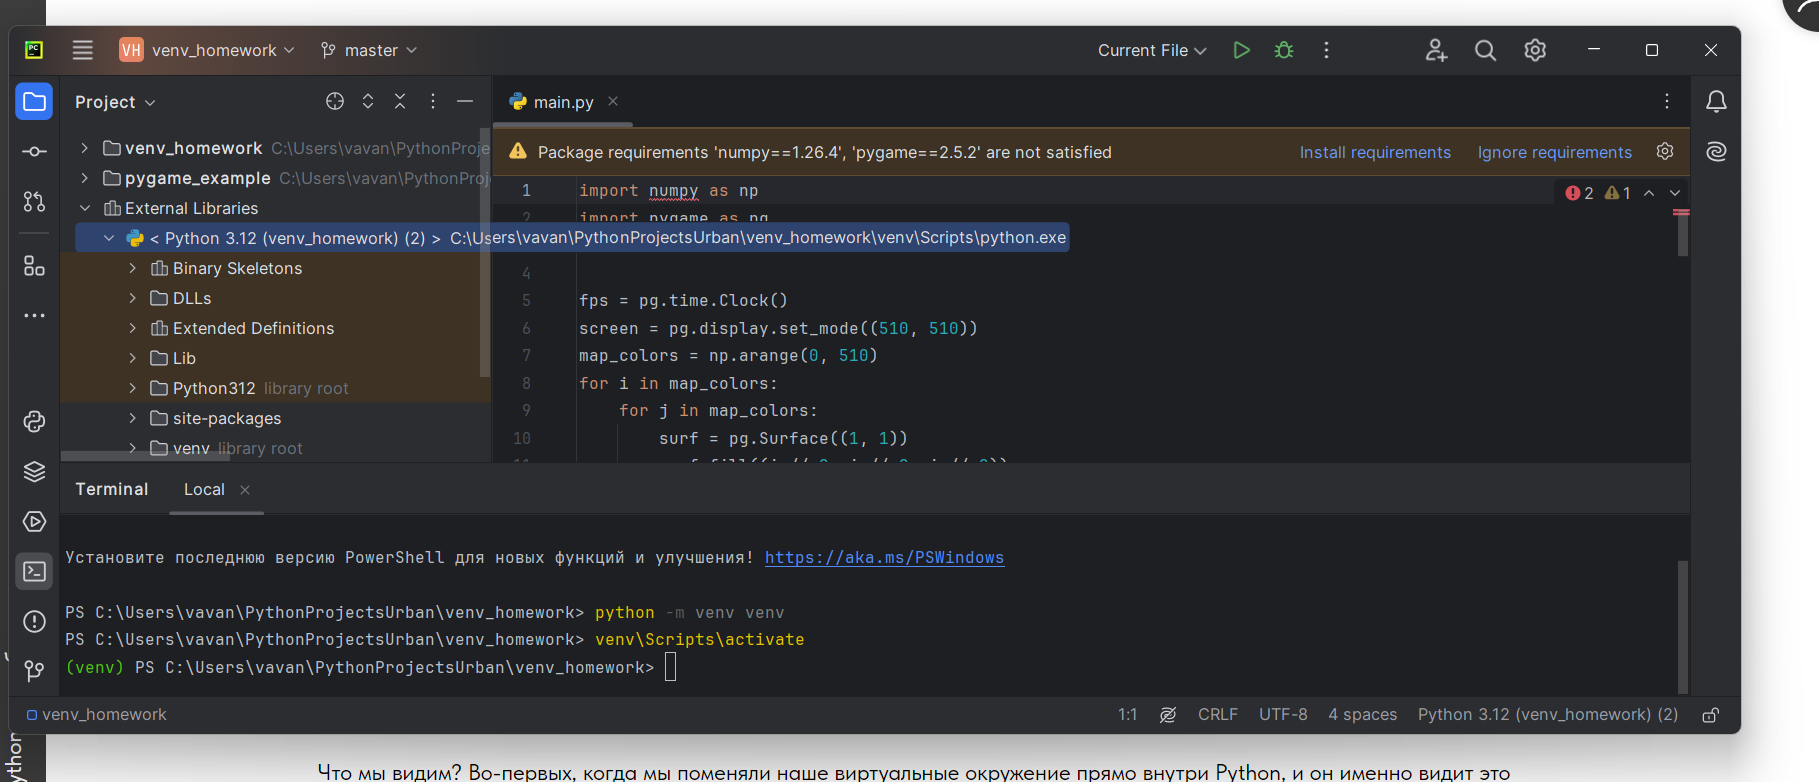 VH venv_homework master Current File
Project
main.py
venv_homework C:\Users\vavan\PythonProje
pygame_example C:\Users\vavan\PythonProj
External Libraries
< Python 3.12 (venv_homework) (2) > C:\Users\vavan\PythonProjectsUrban\venv_homework\venv\Scripts\python.exe
Binary Skeletons
DLLs
Extended Definitions
Lib
Python312 library root
site-packages
venv library root
Package requirements 'numpy==1.26.4', 'pygame==2.5.2' are not satisfied Install requirements Ignore requirements
2 1
1 import numpy as np
2 import pygame as pg
4
5 fps = pg.time.Clock()
6 screen = pg.display.set_mode((510, 510))
7 map_colors = np.arange(0, 510)
8 for i in map_colors:
9 for j in map_colors:
10 surf = pg.Surface((1, 1))
Terminal Local
Установите последнюю версию PowerShell для новых функций и улучшения! https://aka.ms/PSWindows
PS C:\Users\vavan\PythonProjectsUrban\venv_homework> python -m venv venv
PS C:\Users\vavan\PythonProjectsUrban\venv_homework> venv\Scripts\activate
(venv) PS C:\Users\vavan\PythonProjectsUrban\venv_homework>
venv_homework 1:1 CRLF UTF-8 4 spaces Python 3.12 (venv_homework) (2)
ython
Что мы видим? Во-первых, когда мы поменяли наше виртуальные окружение прямо внутри Python, и он именно видит это